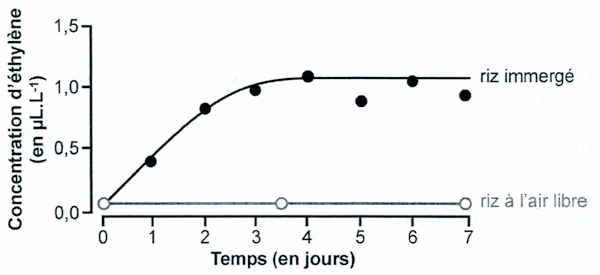 Concentration d'éthylène
(en µL.L-1)
1,5
1,0
0,5
0,0
riz immergé
riz à l'air libre
0 1 2 3 4 5 6 7
Temps (en jours)